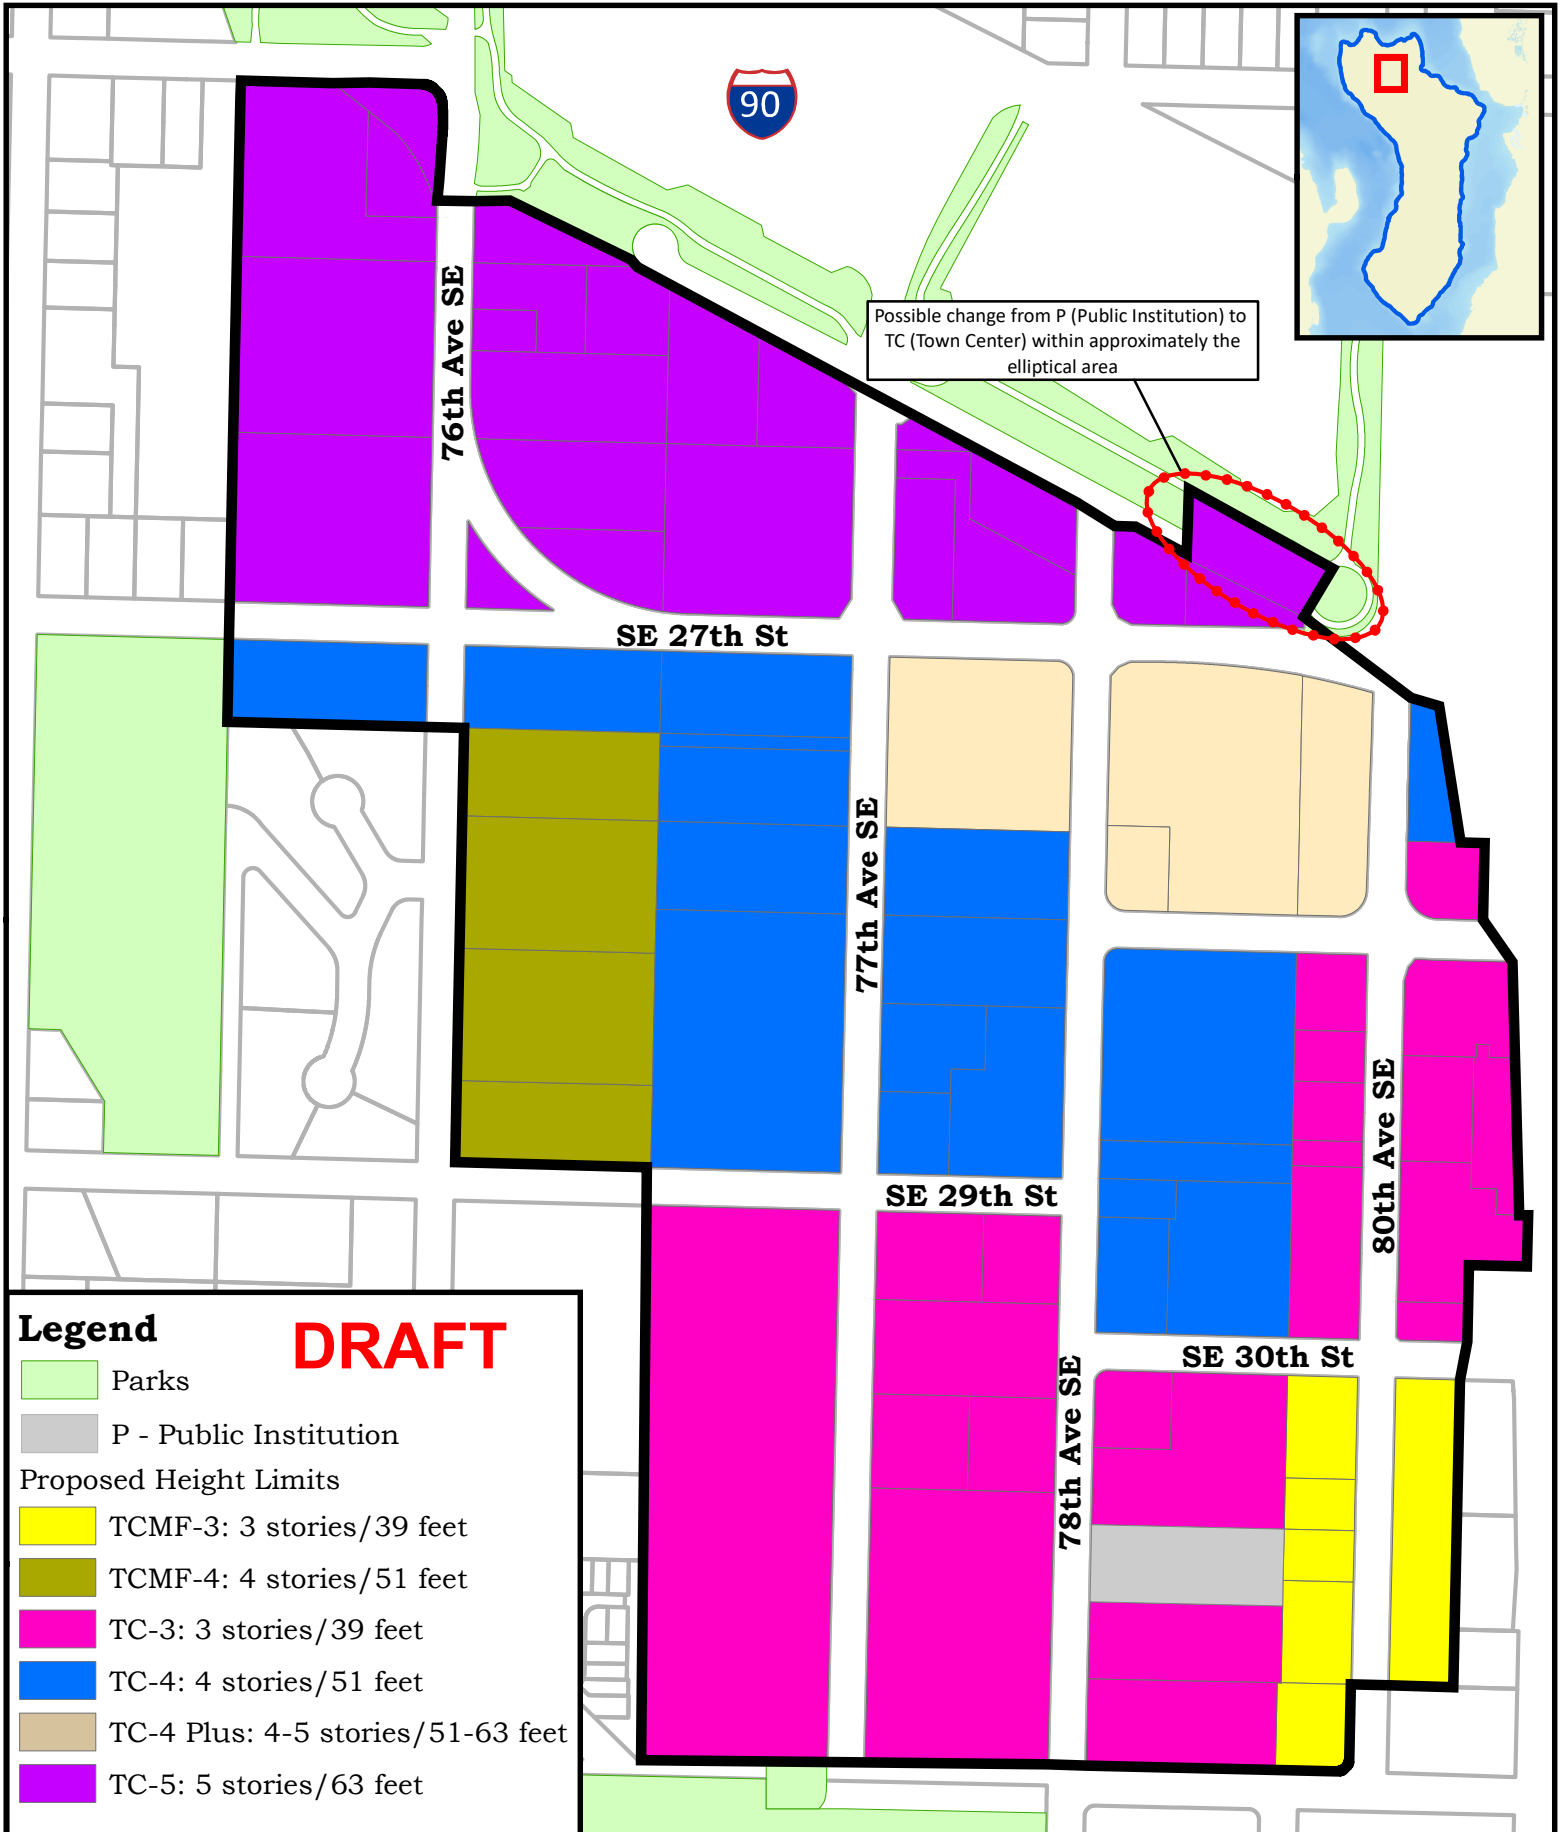 90
Possible change from P (Public Institution) to
TC (Town Center) within approximately the
elliptical area
76th Ave SE
SE 27th St
77th Ave SE
SE 29th St
80th Ave SE
SE 30th St
78th Ave SE
Legend
DRAFT
Parks
P - Public Institution
Proposed Height Limits
TCMF-3: 3 stories/39 feet
TCMF-4: 4 stories/51 feet
TC-3: 3 stories/39 feet
TC-4: 4 stories/51 feet
TC-4 Plus: 4-5 stories/51-63 feet
TC-5: 5 stories/63 feet